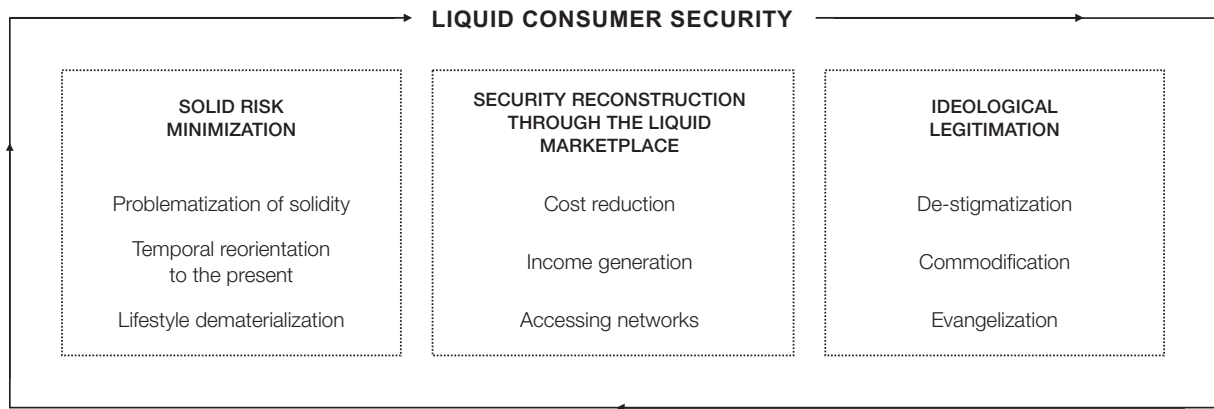 LIQUID CONSUMER SECURITY
SOLID RISK
MINIMIZATION
Problematization of solidity
Temporal reorientation
to the present
Lifestyle dematerialization
SECURITY RECONSTRUCTION
THROUGH THE LIQUID
MARKETPLACE
Cost reduction
Income generation
Accessing networks
IDEOLOGICAL
LEGITIMATION
De-stigmatization
Commodification
Evangelization